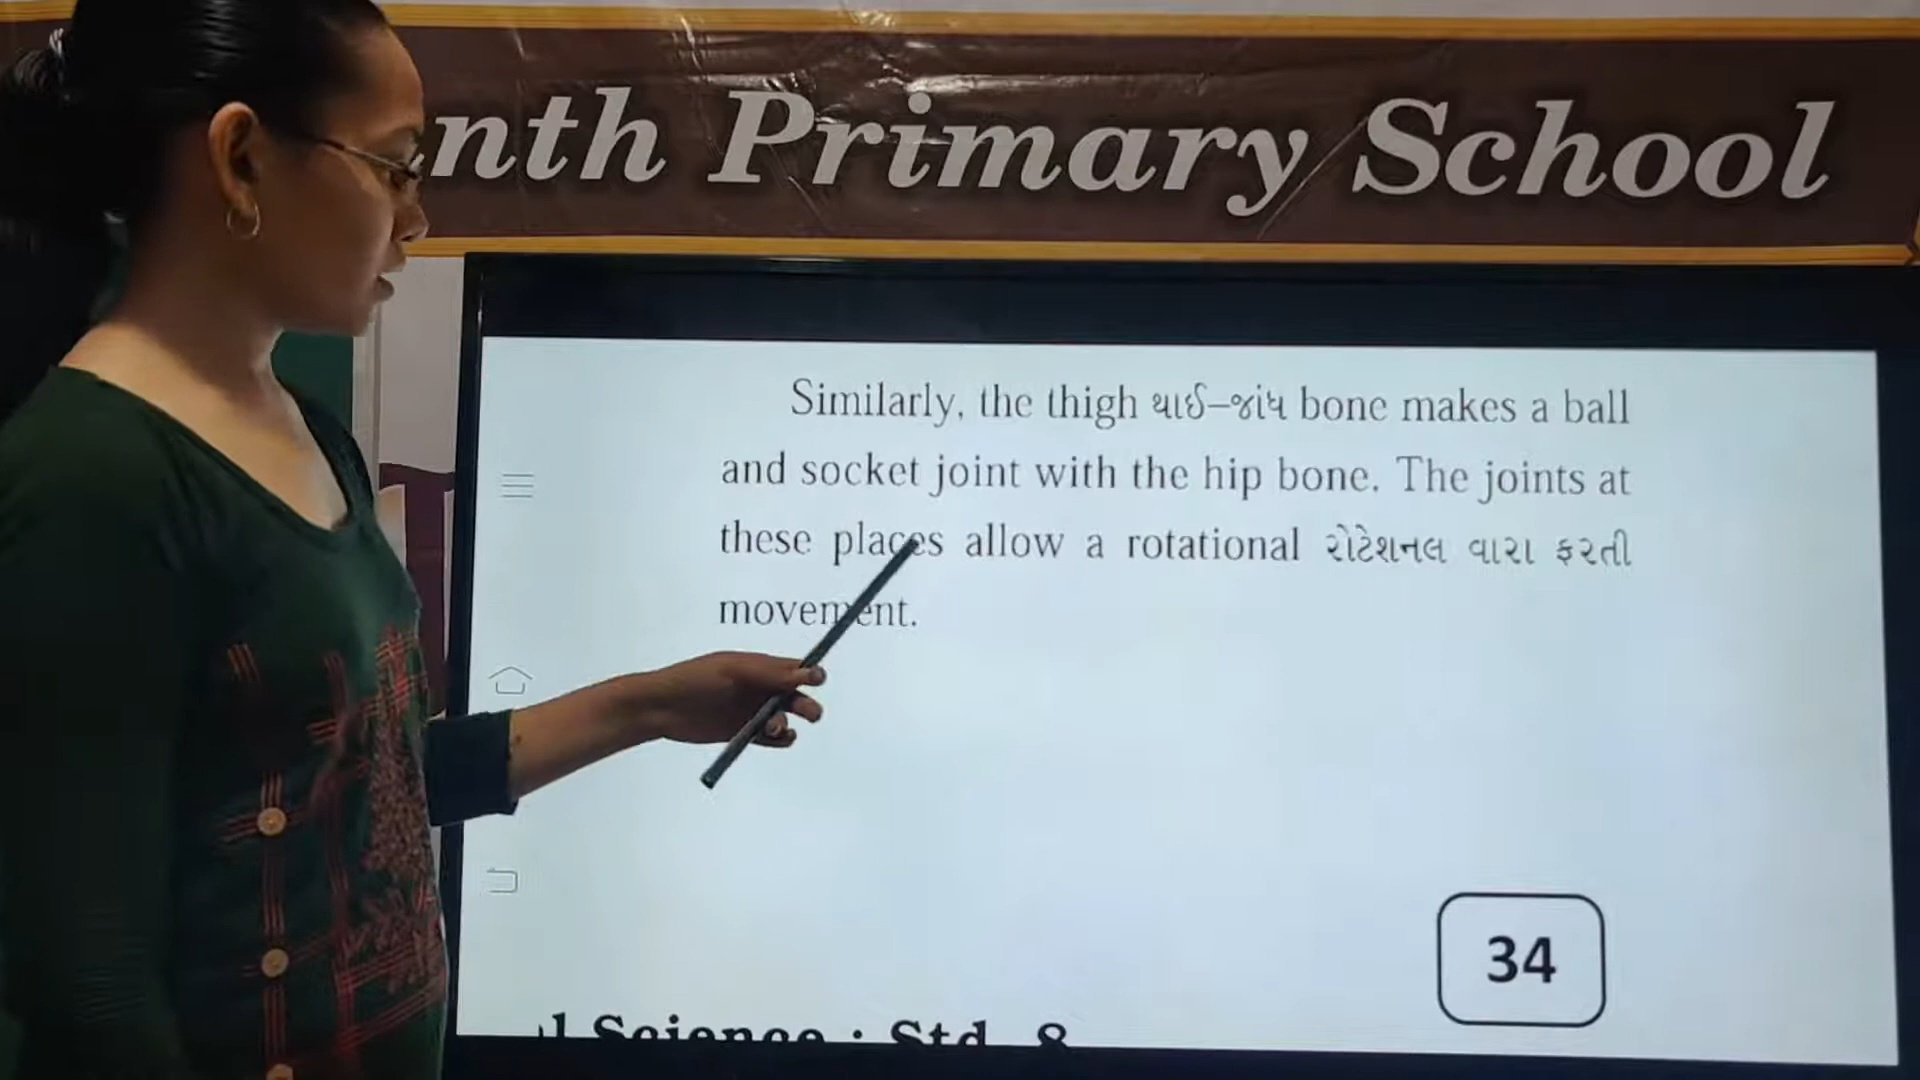 Primary School
Similarly, the thigh થાઈ–જાંઘ bone makes a ball
and socket joint with the hip bone. The joints at
these places allow a rotational રોટેશનલ વારા ફરતી
movement.
34
Science : Std. 8